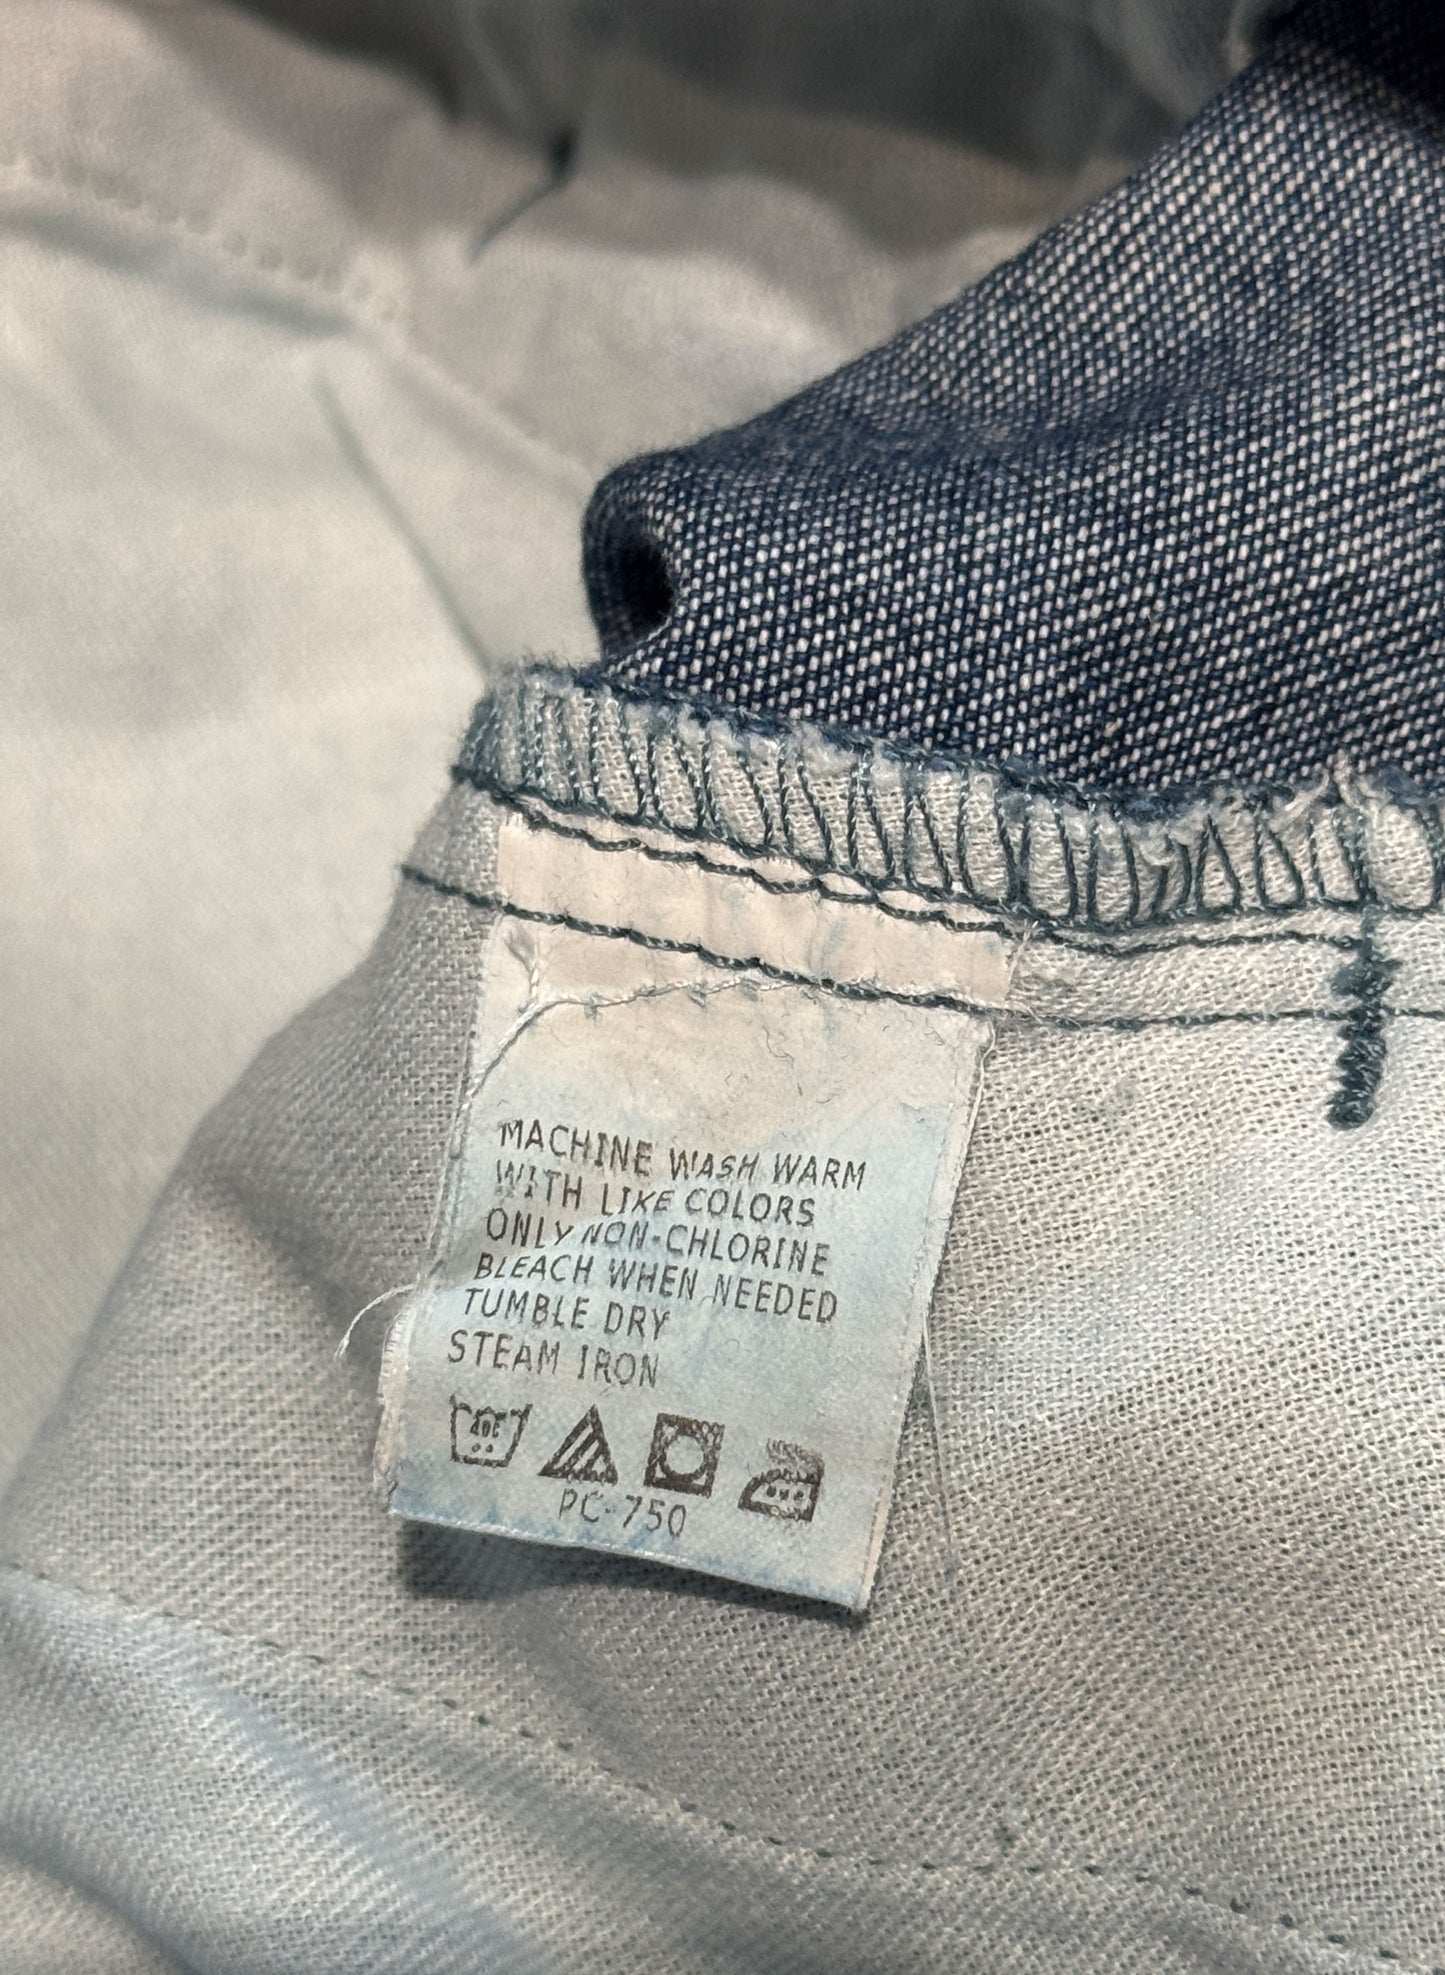 MACHINE WASH WARM
WITH LIKE COLORS
ONLY NON-CHLORINE
BLEACH WHEN NEEDED
TUMBLE DRY
STEAM IRON
40C
PC-750